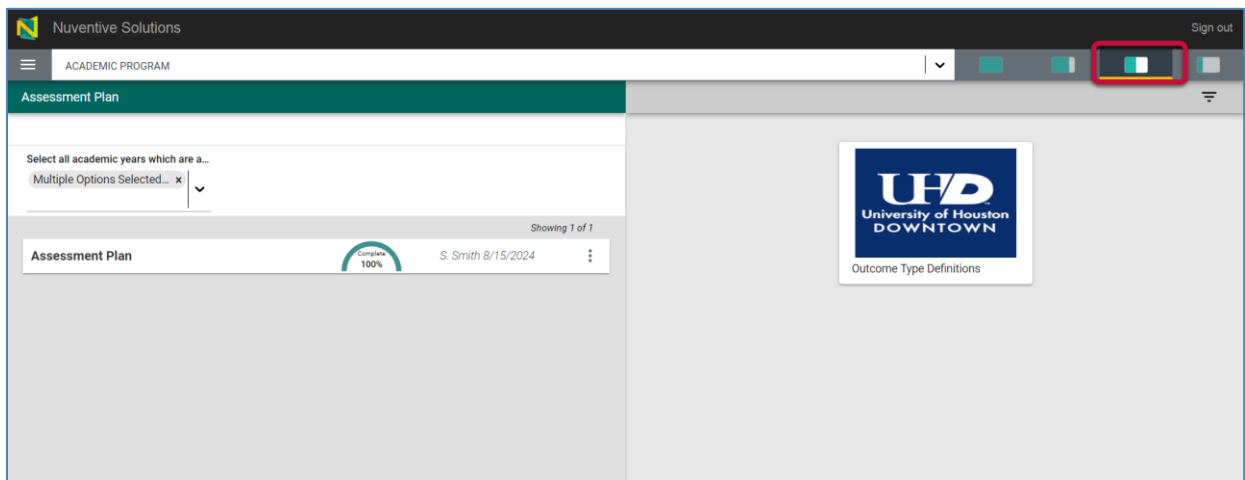 Nuventive Solutions
Sign out
ACADEMIC PROGRAM
Assessment Plan
Select all academic years which are a...
Multiple Options Selected... x
Showing 1 of 1
Assessment Plan
Complete
100%
S. Smith 8/15/2024
UHD
University of Houston
DOWNTOWN
Outcome Type Definitions